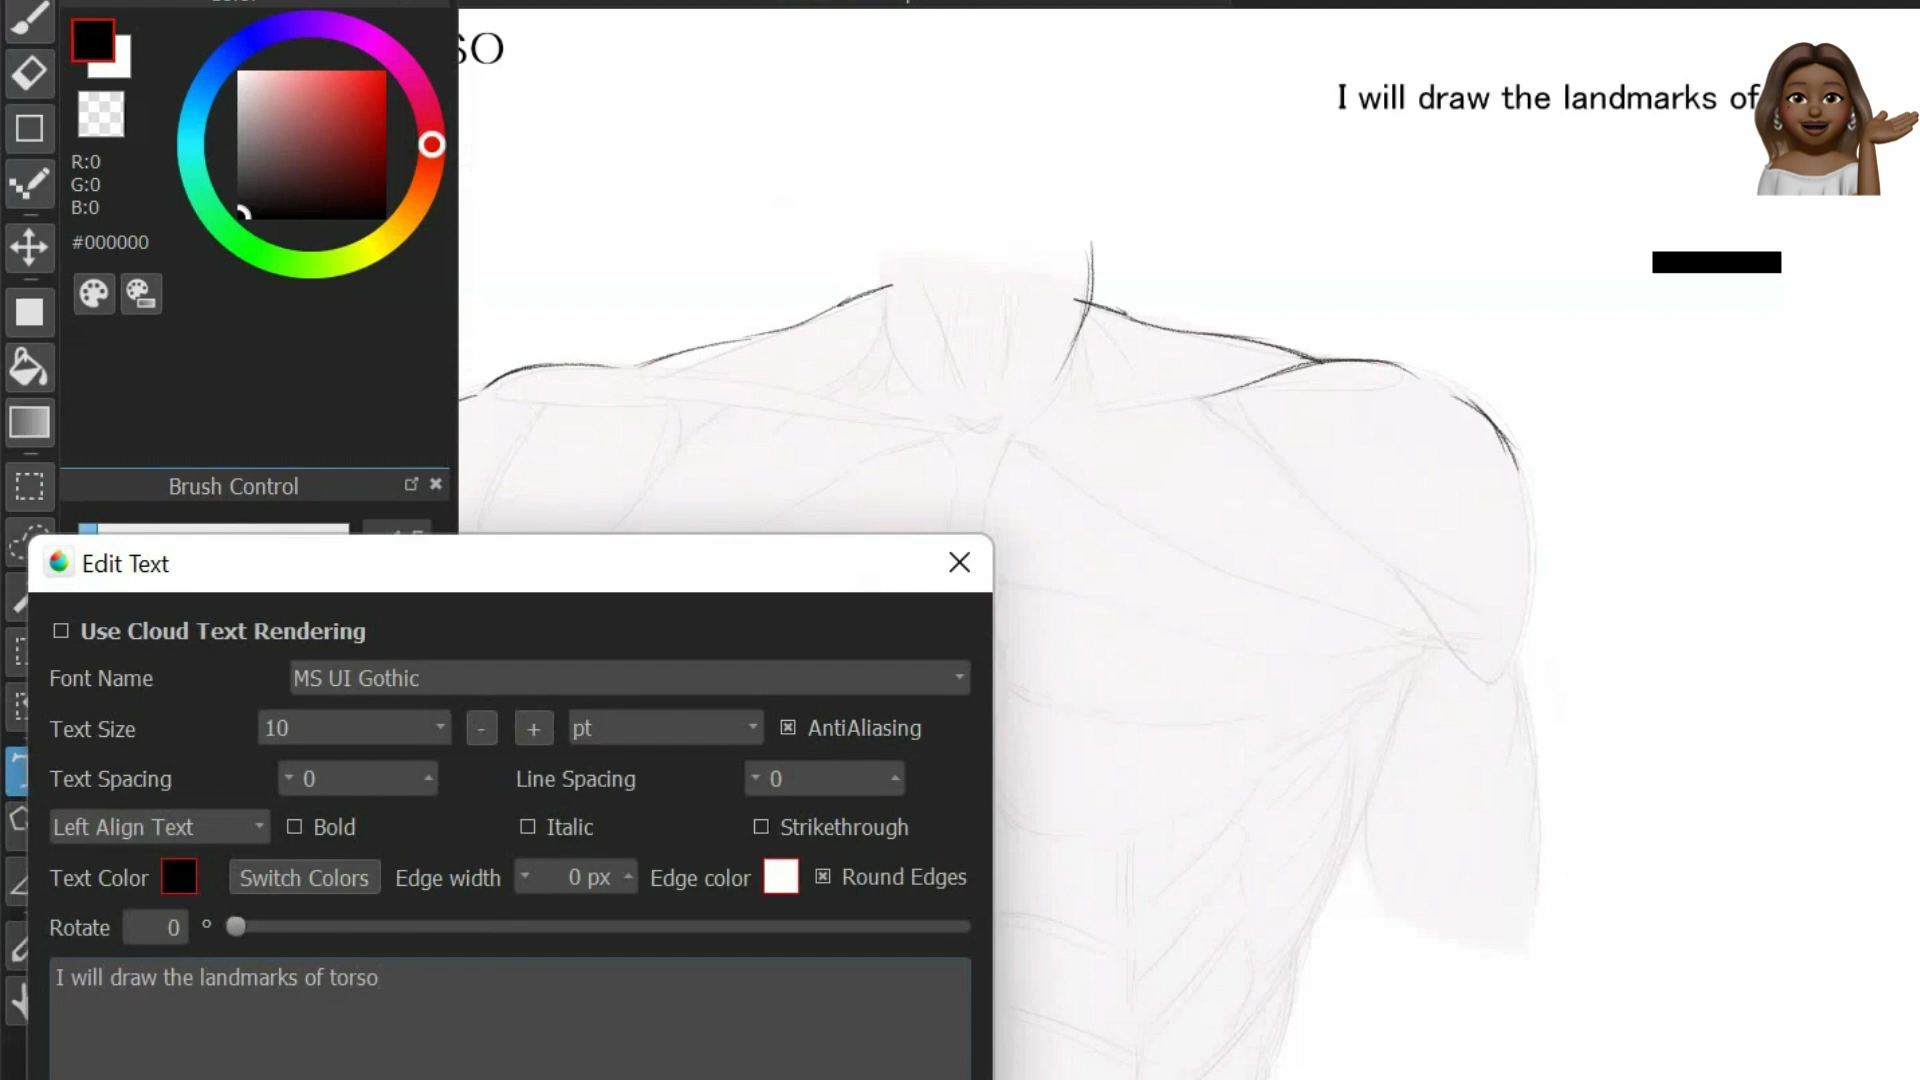 SO
I will draw the landmarks of
R:0
G:0
B:0
#000000
Brush Control
Edit Text
Use Cloud Text Rendering
Font Name MS UI Gothic
Text Size 10 - + pt AntiAliasing
Text Spacing 0 Line Spacing 0
Left Align Text Bold Italic Strikethrough
Text Color Switch Colors Edge width 0 px Edge color Round Edges
Rotate 0 °
I will draw the landmarks of torso